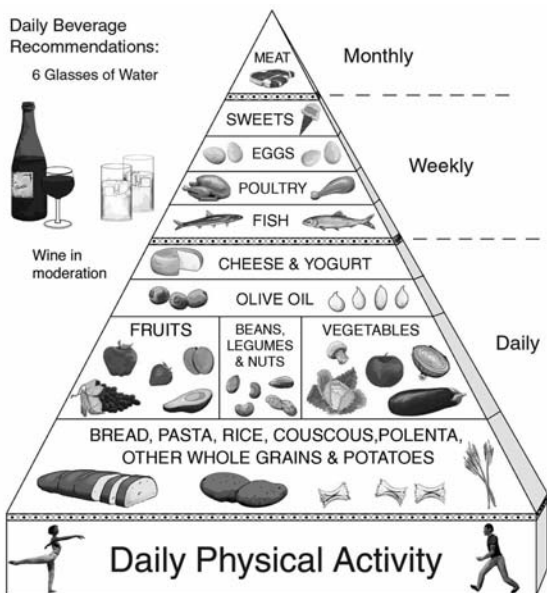 Daily Beverage
Recommendations:
6 Glasses of Water
Wine in
moderation
MEAT
Monthly
SWEETS
EGGS
POULTRY
FISH
Weekly
CHEESE & YOGURT
OLIVE OIL
FRUITS
BEANS,
LEGUMES
& NUTS
VEGETABLES
Daily
BREAD, PASTA, RICE, COUSCOUS,POLENTA,
OTHER WHOLE GRAINS & POTATOES
Daily Physical Activity